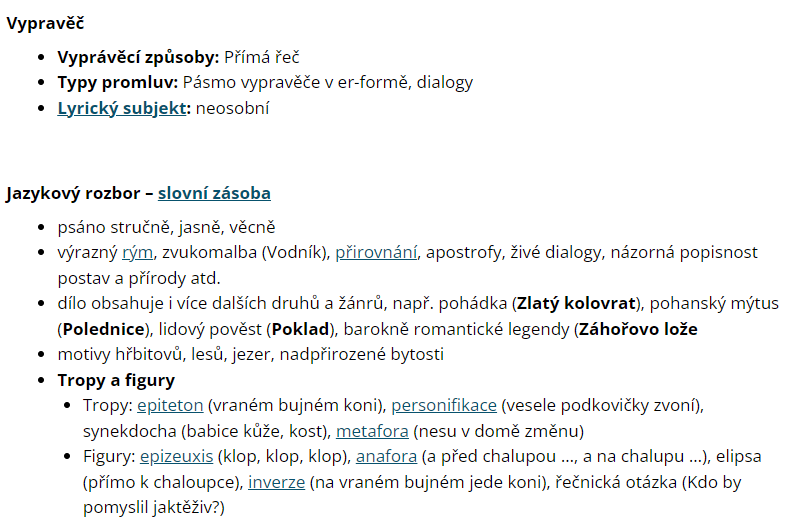 Vypravěč
Vyprávěcí způsoby: Přímá řeč
Typy promluv: Pásmo vypravěče v er-formě, dialogy
Lyrický subjekt: neosobní
Jazykový rozbor – slovní zásoba
psáno stručně, jasně, věcně
výrazný rým, zvukomalba (Vodník), přirovnání, apostrofy, živé dialogy, názorná popisnost
postav a přírody atd.
dílo obsahuje i více dalších druhů a žánrů, např. pohádka (Zlatý kolovrat), pohanský mýtus
(Polednice), lidový pověst (Poklad), barokně romantické legendy (Záhořovo lože
motivy hřbitovů, lesů, jezer, nadpřirozené bytosti
Tropy a figury
Tropy: epiteton (vraném bujném koni), personifikace (vesele podkovičky zvoní),
synekdocha (babice kůže, kost), metafora (nesu v domě změnu)
Figury: epizeuxis (klop, klop, klop), anafora (a před chalupou …, a na chalupu …), elipsa
(přímo k chaloupce), inverze (na vraném bujném jede koni), řečnická otázka (Kdo by
pomyslil jaktěživ?)